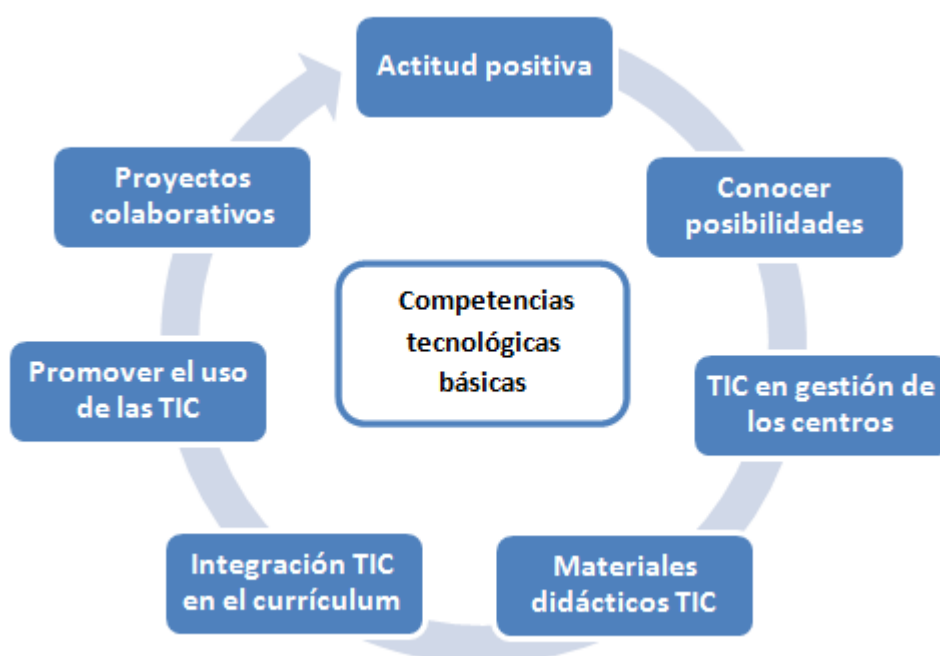 Actitud positiva
Conocer
posibilidades
TIC en gestión de
los centros
Materiales
didácticos TIC
Integración TIC
en el currículum
Promover el uso
de las TIC
Proyectos
colaborativos
Competencias
tecnológicas
básicas